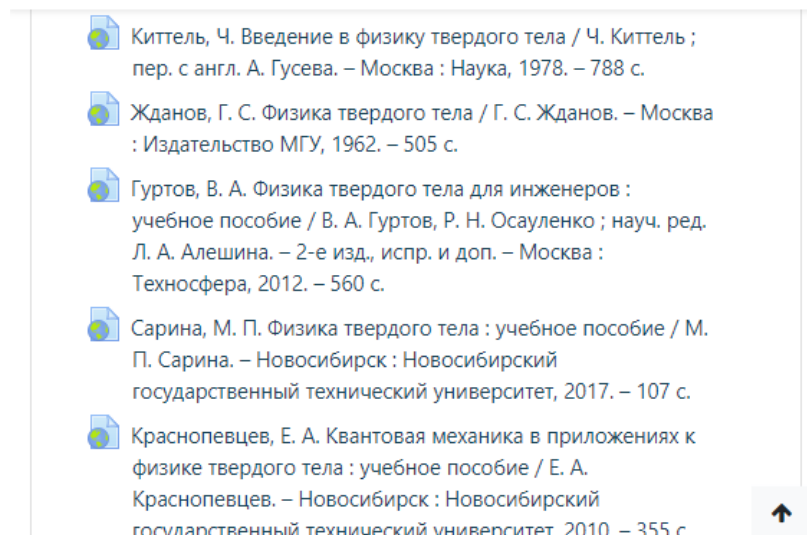 Киттель, Ч. Введение в физику твердого тела / Ч. Киттель ;
пер. с англ. А. Гусева. – Москва : Наука, 1978. – 788 с.
Жданов, Г. С. Физика твердого тела / Г. С. Жданов. – Москва
: Издательство МГУ, 1962. – 505 с.
Гуртов, В. А. Физика твердого тела для инженеров :
учебное пособие / В. А. Гуртов, Р. Н. Осауленко ; науч. ред.
Л. А. Алешина. – 2-е изд., испр. и доп. – Москва :
Техносфера, 2012. – 560 с.
Сарина, М. П. Физика твердого тела : учебное пособие / М.
П. Сарина. – Новосибирск : Новосибирский
государственный технический университет, 2017. – 107 с.
Краснопевцев, Е. А. Квантовая механика в приложениях к
физике твердого тела : учебное пособие / Е. А.
Краснопевцев. – Новосибирск : Новосибирский
государственный технический университет, 2010. – 355 с